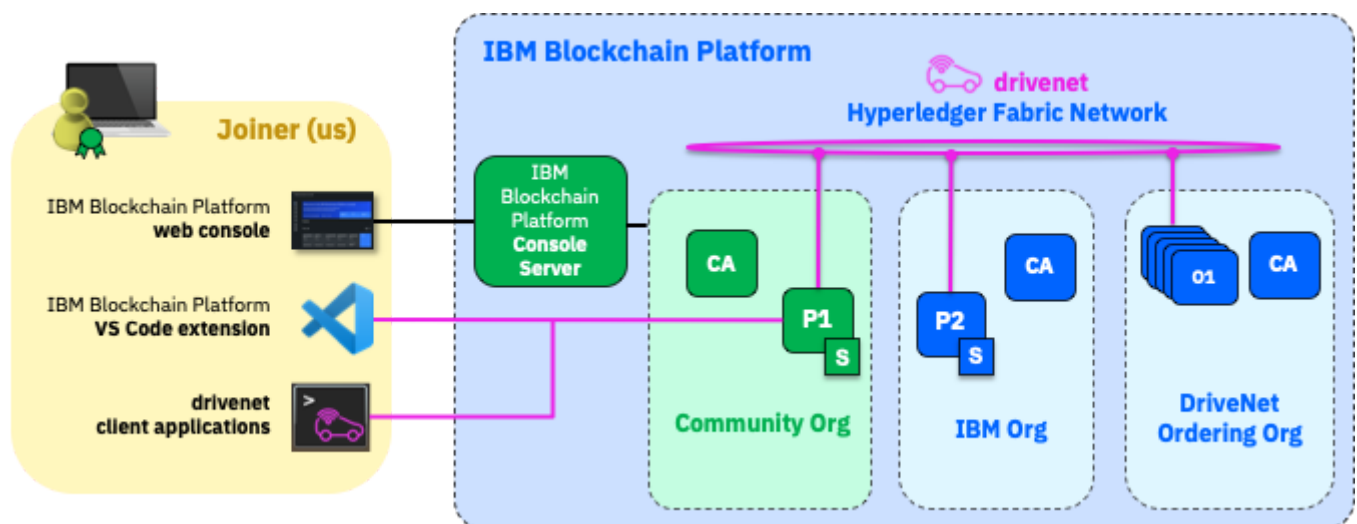 IBM Blockchain Platform
drivenet
Hyperledger Fabric Network
Joiner (us)
IBM Blockchain Platform
web console
IBM Blockchain Platform
VS Code extension
>
drivenet
client applications
IBM
Blockchain
Platform
Console
Server
CA
P1
S
Community Org
CA
P2
S
IBM Org
O1
CA
DriveNet
Ordering Org